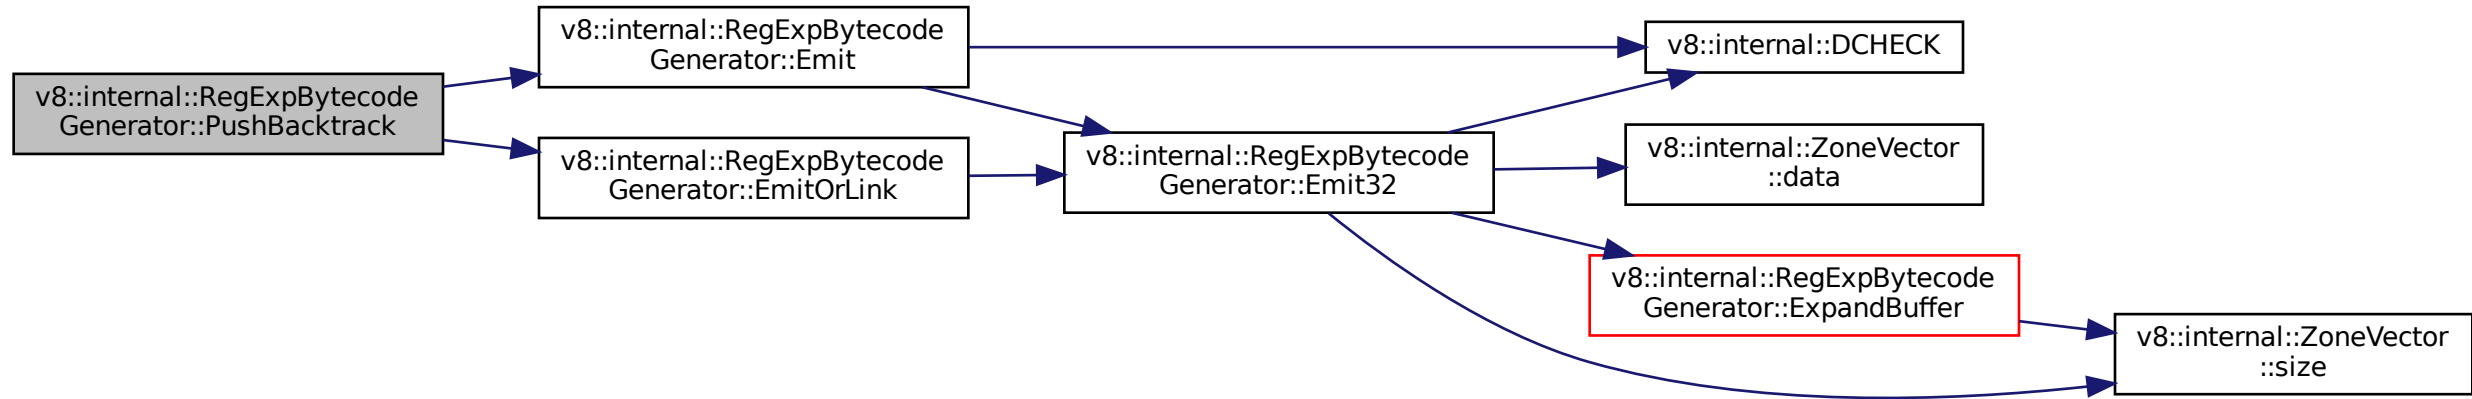 v8::internal::RegExpBytecode
Generator::PushBacktrack
v8::internal::RegExpBytecode
Generator::Emit
v8::internal::RegExpBytecode
Generator::EmitOrLink
v8::internal::RegExpBytecode
Generator::Emit32
v8::internal::DCHECK
v8::internal::ZoneVector
::data
v8::internal::RegExpBytecode
Generator::ExpandBuffer
v8::internal::ZoneVector
::size